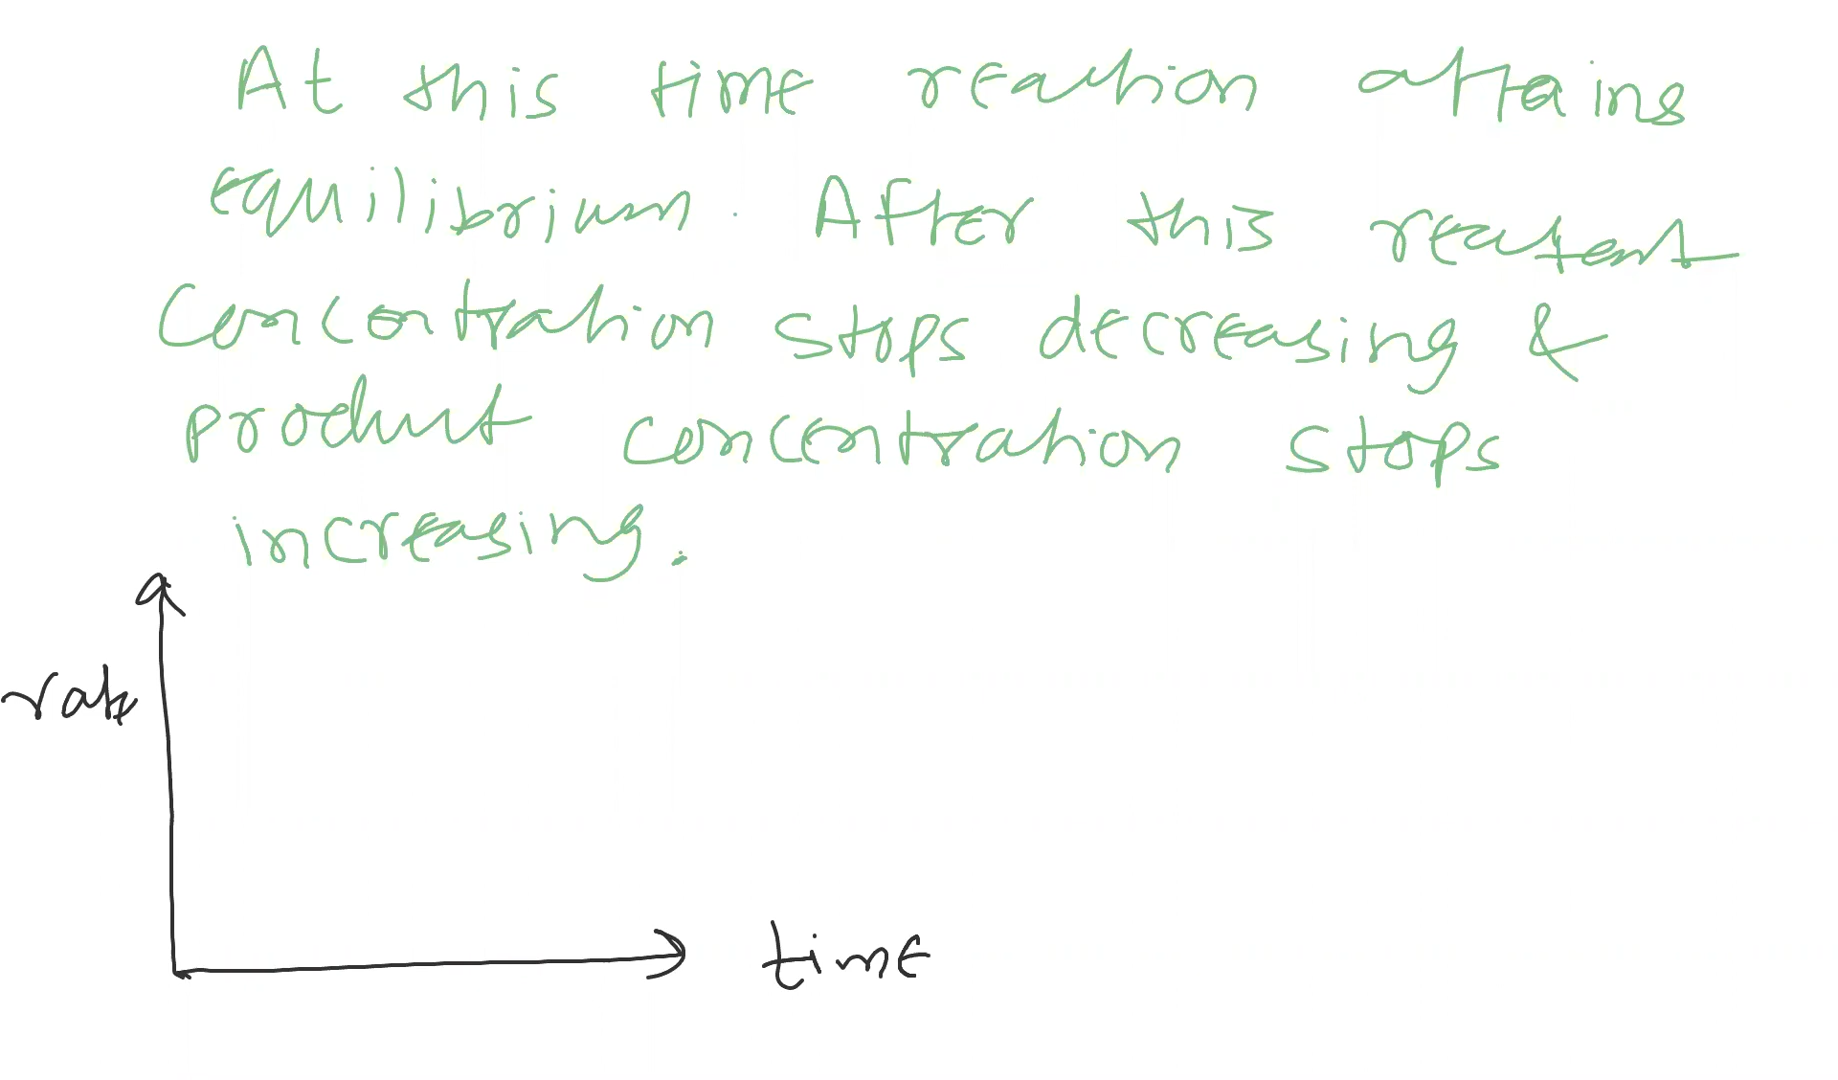 At this time reaction attains
equilibrium. After this reactant
concentration stops decreasing &
product concentration stops
increasing.
rate
time